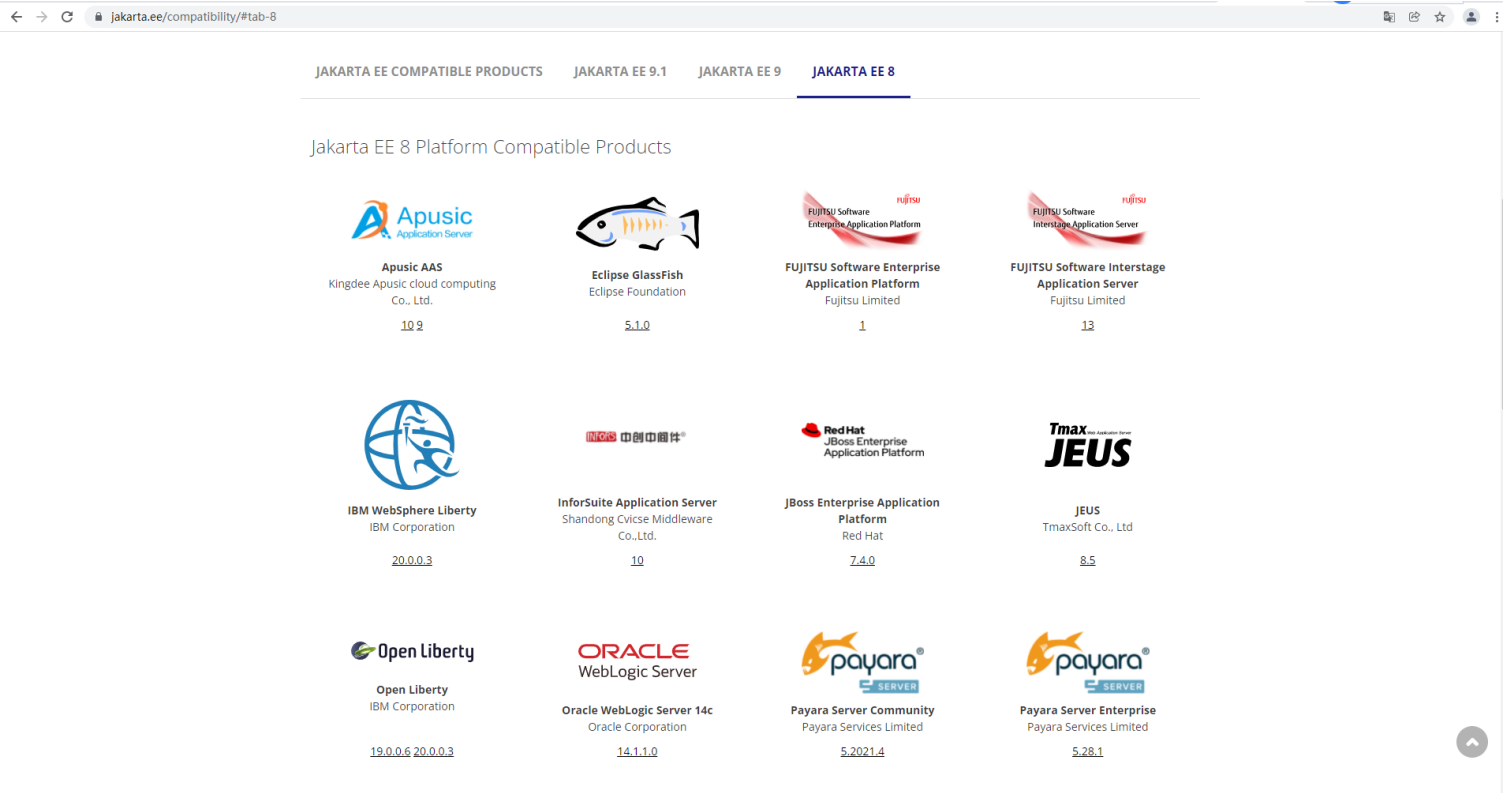 jakarta.ee/compatibility/#tab-8
JAKARTA EE COMPATIBLE PRODUCTS
JAKARTA EE 9.1
JAKARTA EE 9
JAKARTA EE 8
Jakarta EE 8 Platform Compatible Products
Apusic
Application Server
Apusic AAS
Kingdee Apusic cloud computing
Co., Ltd.
10 9
Eclipse GlassFish
Eclipse Foundation
5.1.0
FUJITSU
FUJITSU Software
Enterprise Application Platform
FUJITSU Software Enterprise
Application Platform
Fujitsu Limited
1
FUJITSU
FUJITSU Software
Interstage Application Server
FUJITSU Software Interstage
Application Server
Fujitsu Limited
13
IBM WebSphere Liberty
IBM Corporation
20.0.0.3
INFORS 中创中间件®
InforSuite Application Server
Shandong Cvicse Middleware
Co.,Ltd.
10
Red Hat
JBoss Enterprise
Application Platform
JBoss Enterprise Application
Platform
Red Hat
7.4.0
Tmax Web Application Server
JEUS
JEUS
TmaxSoft Co., Ltd
8.5
Open Liberty
Open Liberty
IBM Corporation
19.0.0.6 20.0.0.3
ORACLE
WebLogic Server
Oracle WebLogic Server 14c
Oracle Corporation
14.1.1.0
payara®
SERVER
Payara Server Community
Payara Services Limited
5.2021.4
payara®
SERVER
Payara Server Enterprise
Payara Services Limited
5.28.1